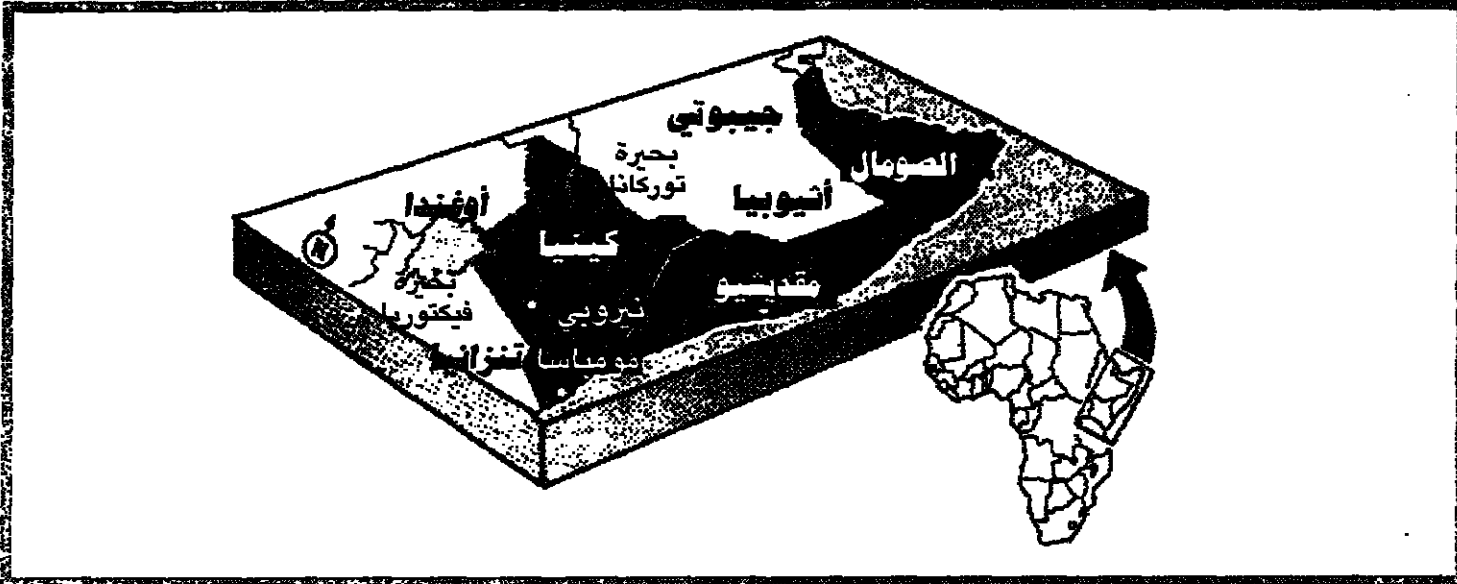 جيبوتي
الصومال
بحيرة
توركانا
أثيوبيا
أوغندا
كينيا
N
بحيرة
فيكتوريا
مقديشيو
نيروبي
مومباسا
تنزانيا